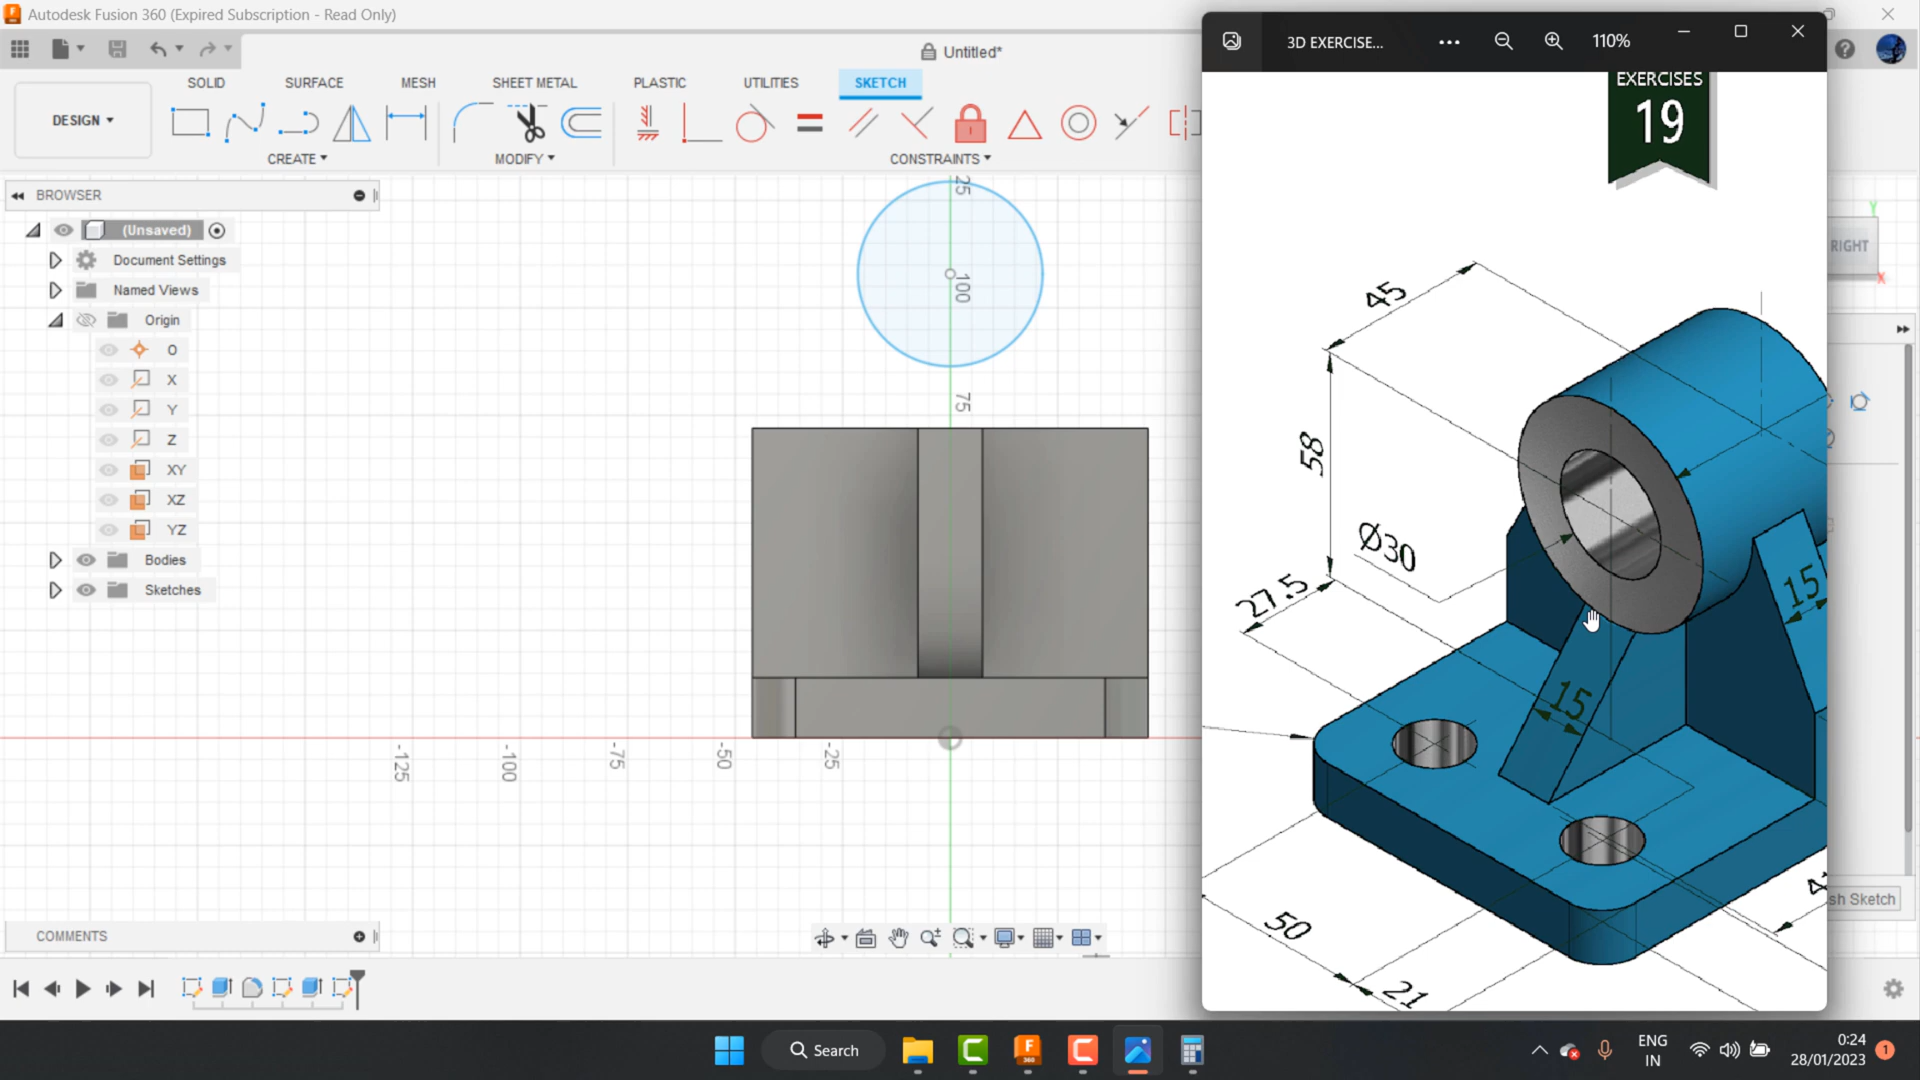 Autodesk Fusion 360 (Expired Subscription - Read Only)
Untitled*
SOLID
SURFACE
MESH
SHEET METAL
PLASTIC
UTILITIES
SKETCH
DESIGN
CREATE
MODIFY
CONSTRAINTS
BROWSER
(Unsaved)
Document Settings
Named Views
Origin
O
X
Y
Z
XY
XZ
YZ
Bodies
Sketches
COMMENTS
25
100
75
-125
-100
-75
-50
-25
3D EXERCISE...
110%
EXERCISES
19
45
58
Ø30
27.5
15
15
50
21
Y
RIGHT
X
sh Sketch
F
360
Search
ENG
IN
0:24
28/01/2023
1